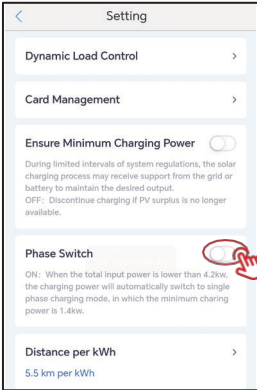 Setting
Dynamic Load Control
Card Management
Ensure Minimum Charging Power
During limited intervals of system regulations, the solar
charging process may receive support from the grid or
battery to maintain the desired output.
OFF: Discontinue charging if PV surplus is no longer
available.
Phase Switch
ON: When the total input power is lower than 4.2kw,
the charging power will automatically switch to single
phase charging mode, in which the minimum charing
power is 1.4kw.
Distance per kWh
5.5 km per kWh